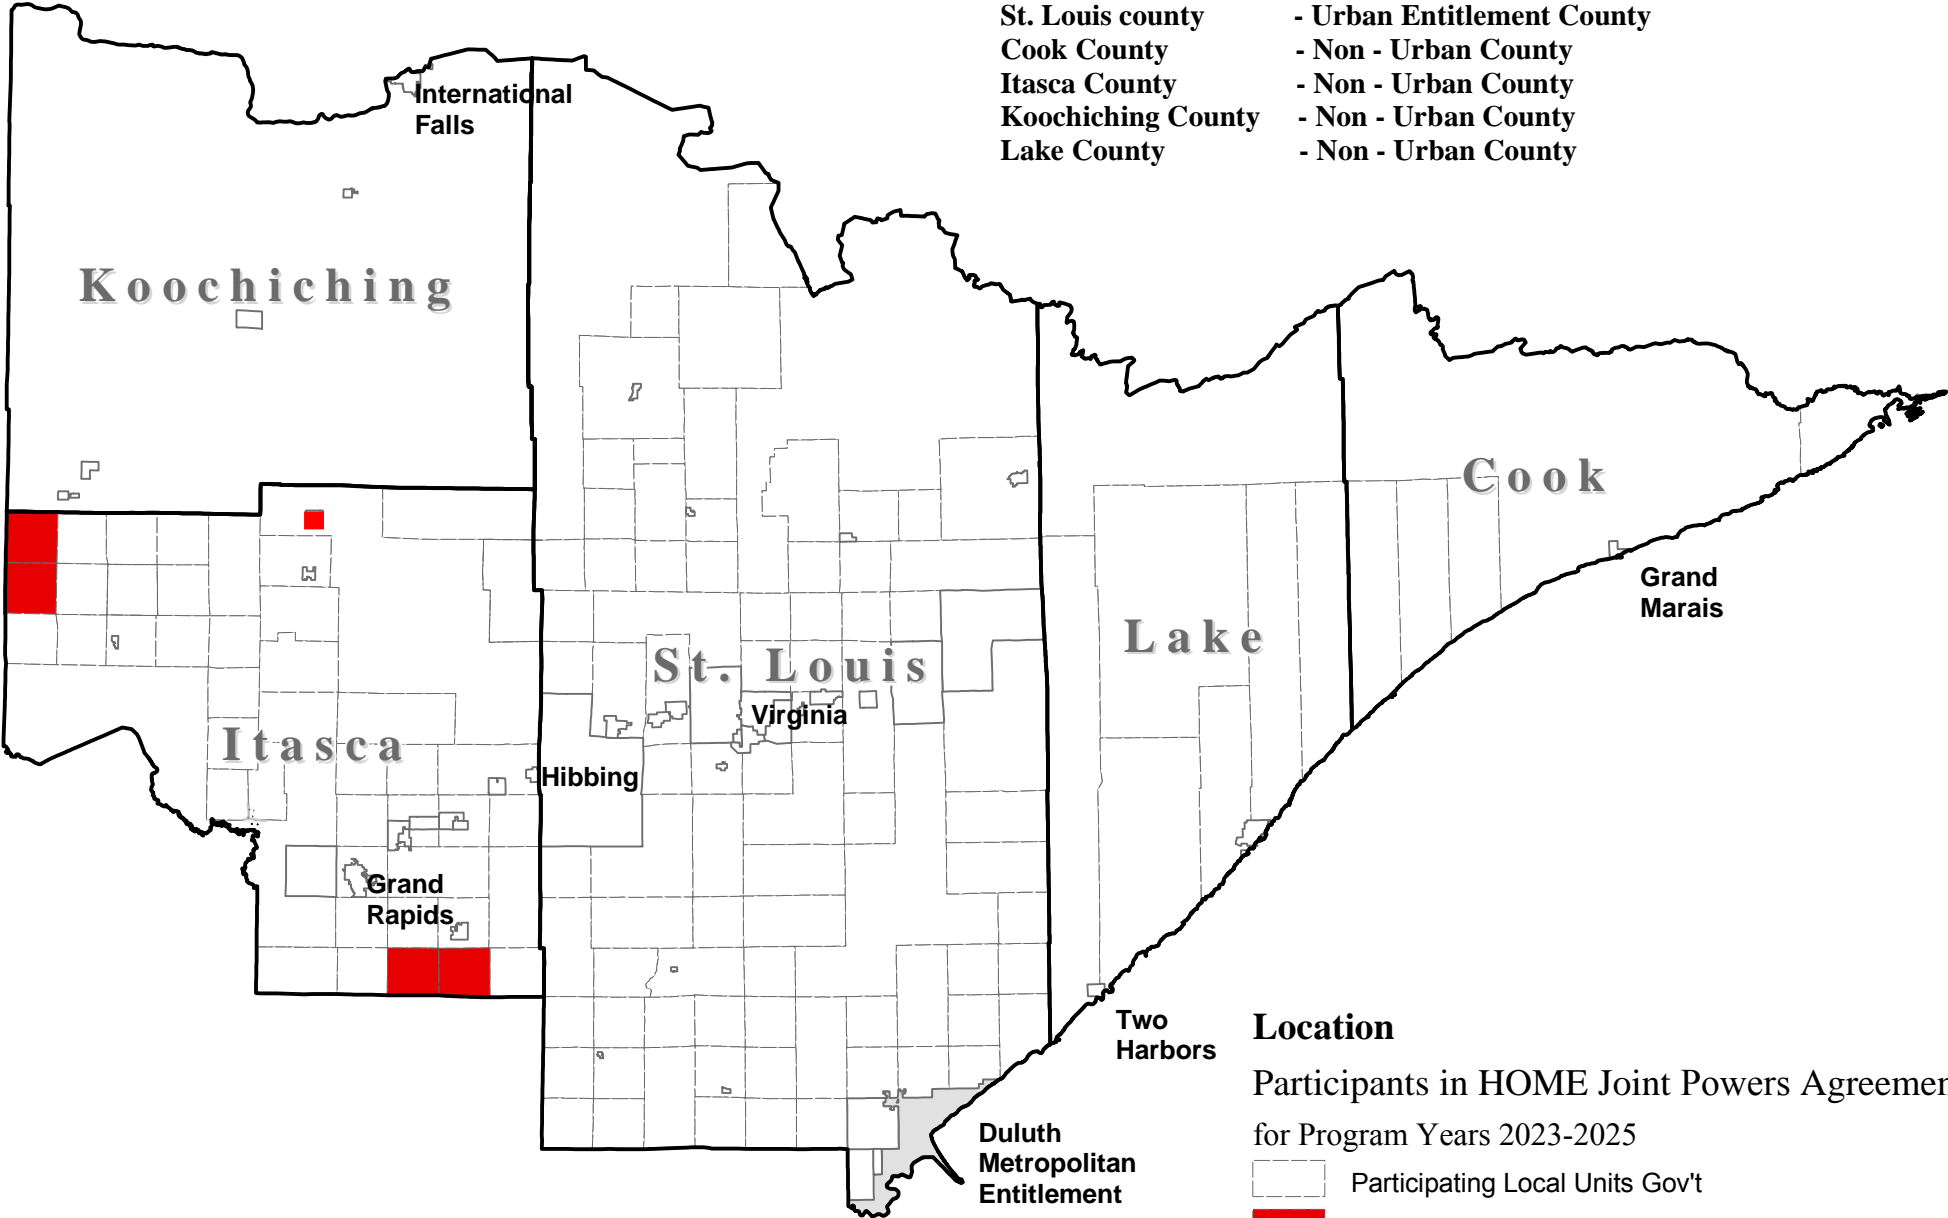 St. Louis county - Urban Entitlement County
Cook County - Non - Urban County
Itasca County - Non - Urban County
Koochiching County - Non - Urban County
Lake County - Non - Urban County
International
Falls
Koochiching
Cook
Grand
Marais
Lake
St. Louis
Virginia
Itasca
Hibbing
Grand
Rapids
Two
Harbors
Duluth
Metropolitan
Entitlement
Location
Participants in HOME Joint Powers Agreemen
for Program Years 2023-2025
Participating Local Units Gov't